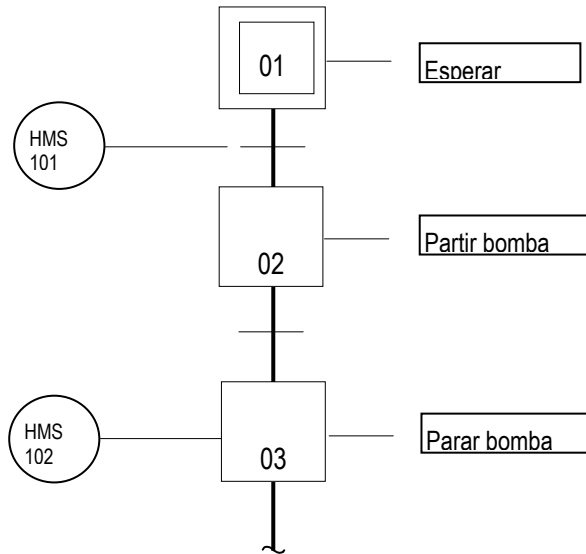 01
Esperar
HMS
101
02
Partir bomba
HMS
102
03
Parar bomba